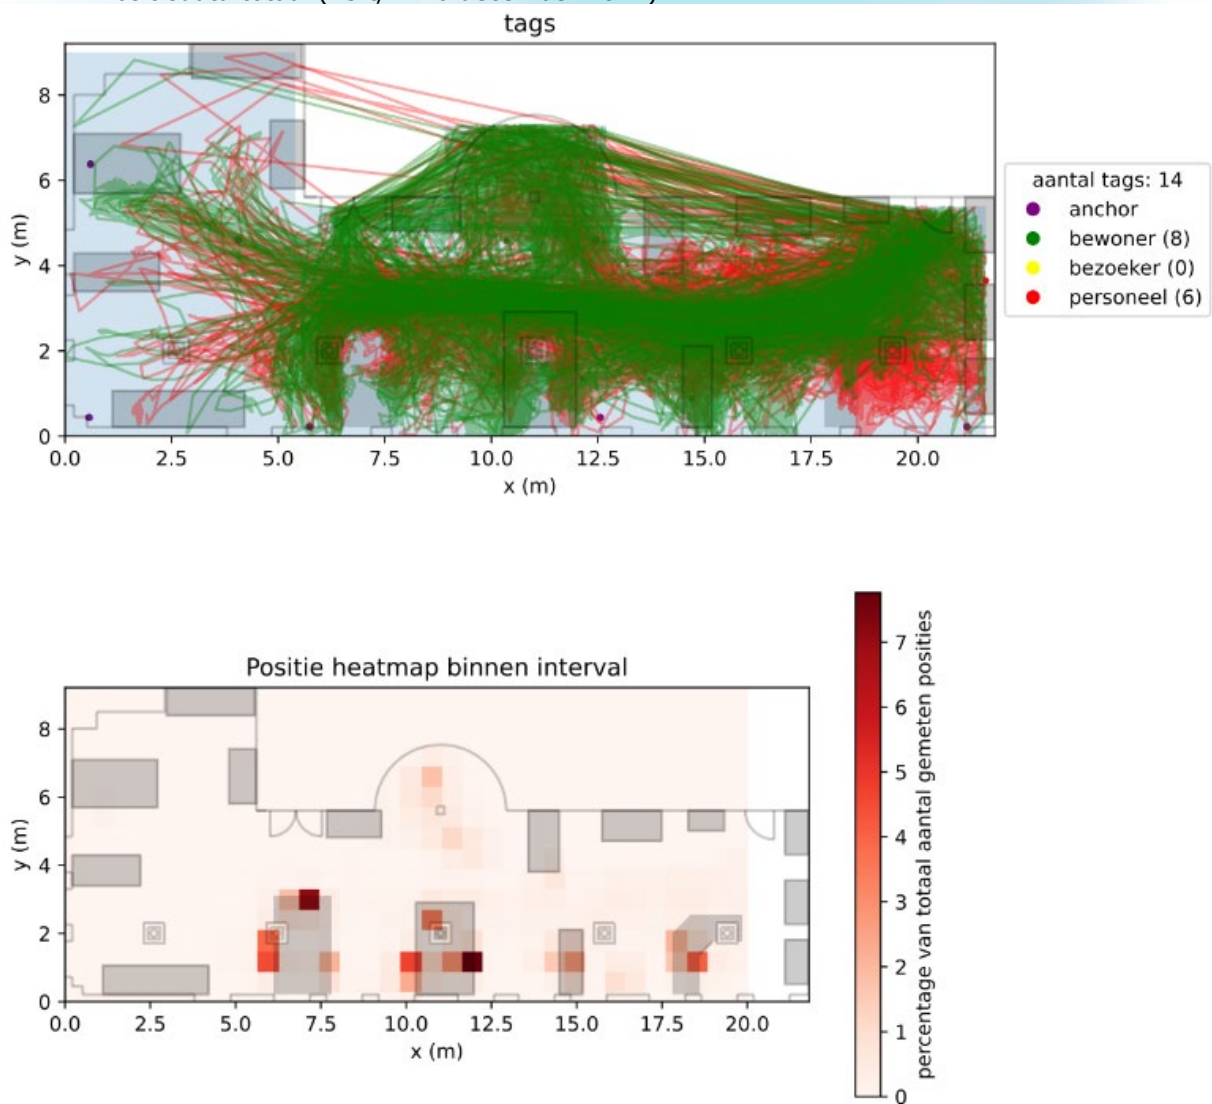 tags
8
6
4
2
0
0.0 2.5 5.0 7.5 10.0 12.5 15.0 17.5 20.0
x (m)
y (m)
aantal tags: 14
anchor
bewoner (8)
bezoeker (0)
personeel (6)
Positie heatmap binnen interval
8
6
4
2
0
0.0 2.5 5.0 7.5 10.0 12.5 15.0 17.5 20.0
x (m)
y (m)
7
6
5
4
3
2
1
0
percentage van totaal aantal gemeten posities